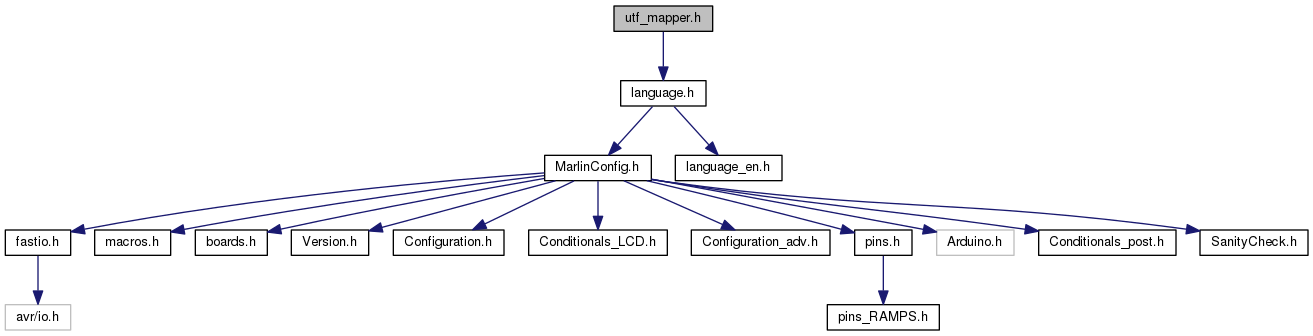 utf_mapper.h
language.h
MarlinConfig.h
language_en.h
fastio.h
macros.h
boards.h
Version.h
Configuration.h
Conditionals_LCD.h
Configuration_adv.h
pins.h
Arduino.h
Conditionals_post.h
SanityCheck.h
avr/io.h
pins_RAMPS.h